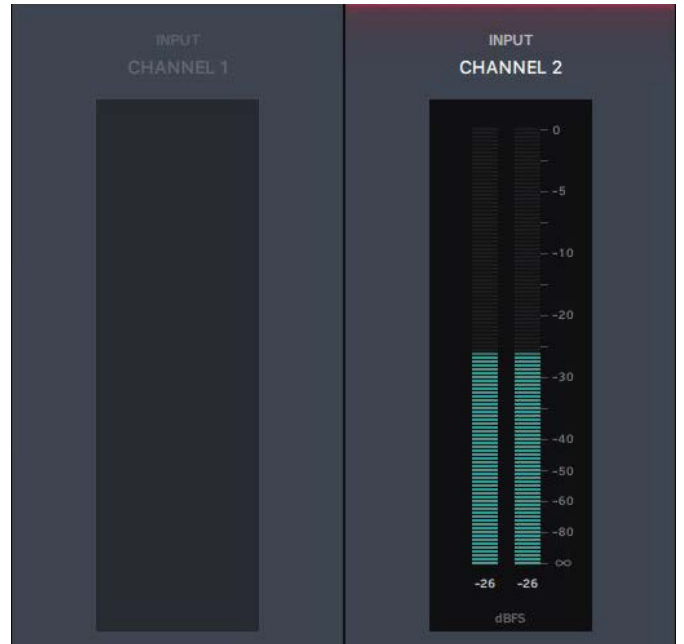 INPUT
CHANNEL 1
INPUT
CHANNEL 2
0
-5
-10
-20
-30
-40
-50
-60
-80
∞
-26 -26
dBFS